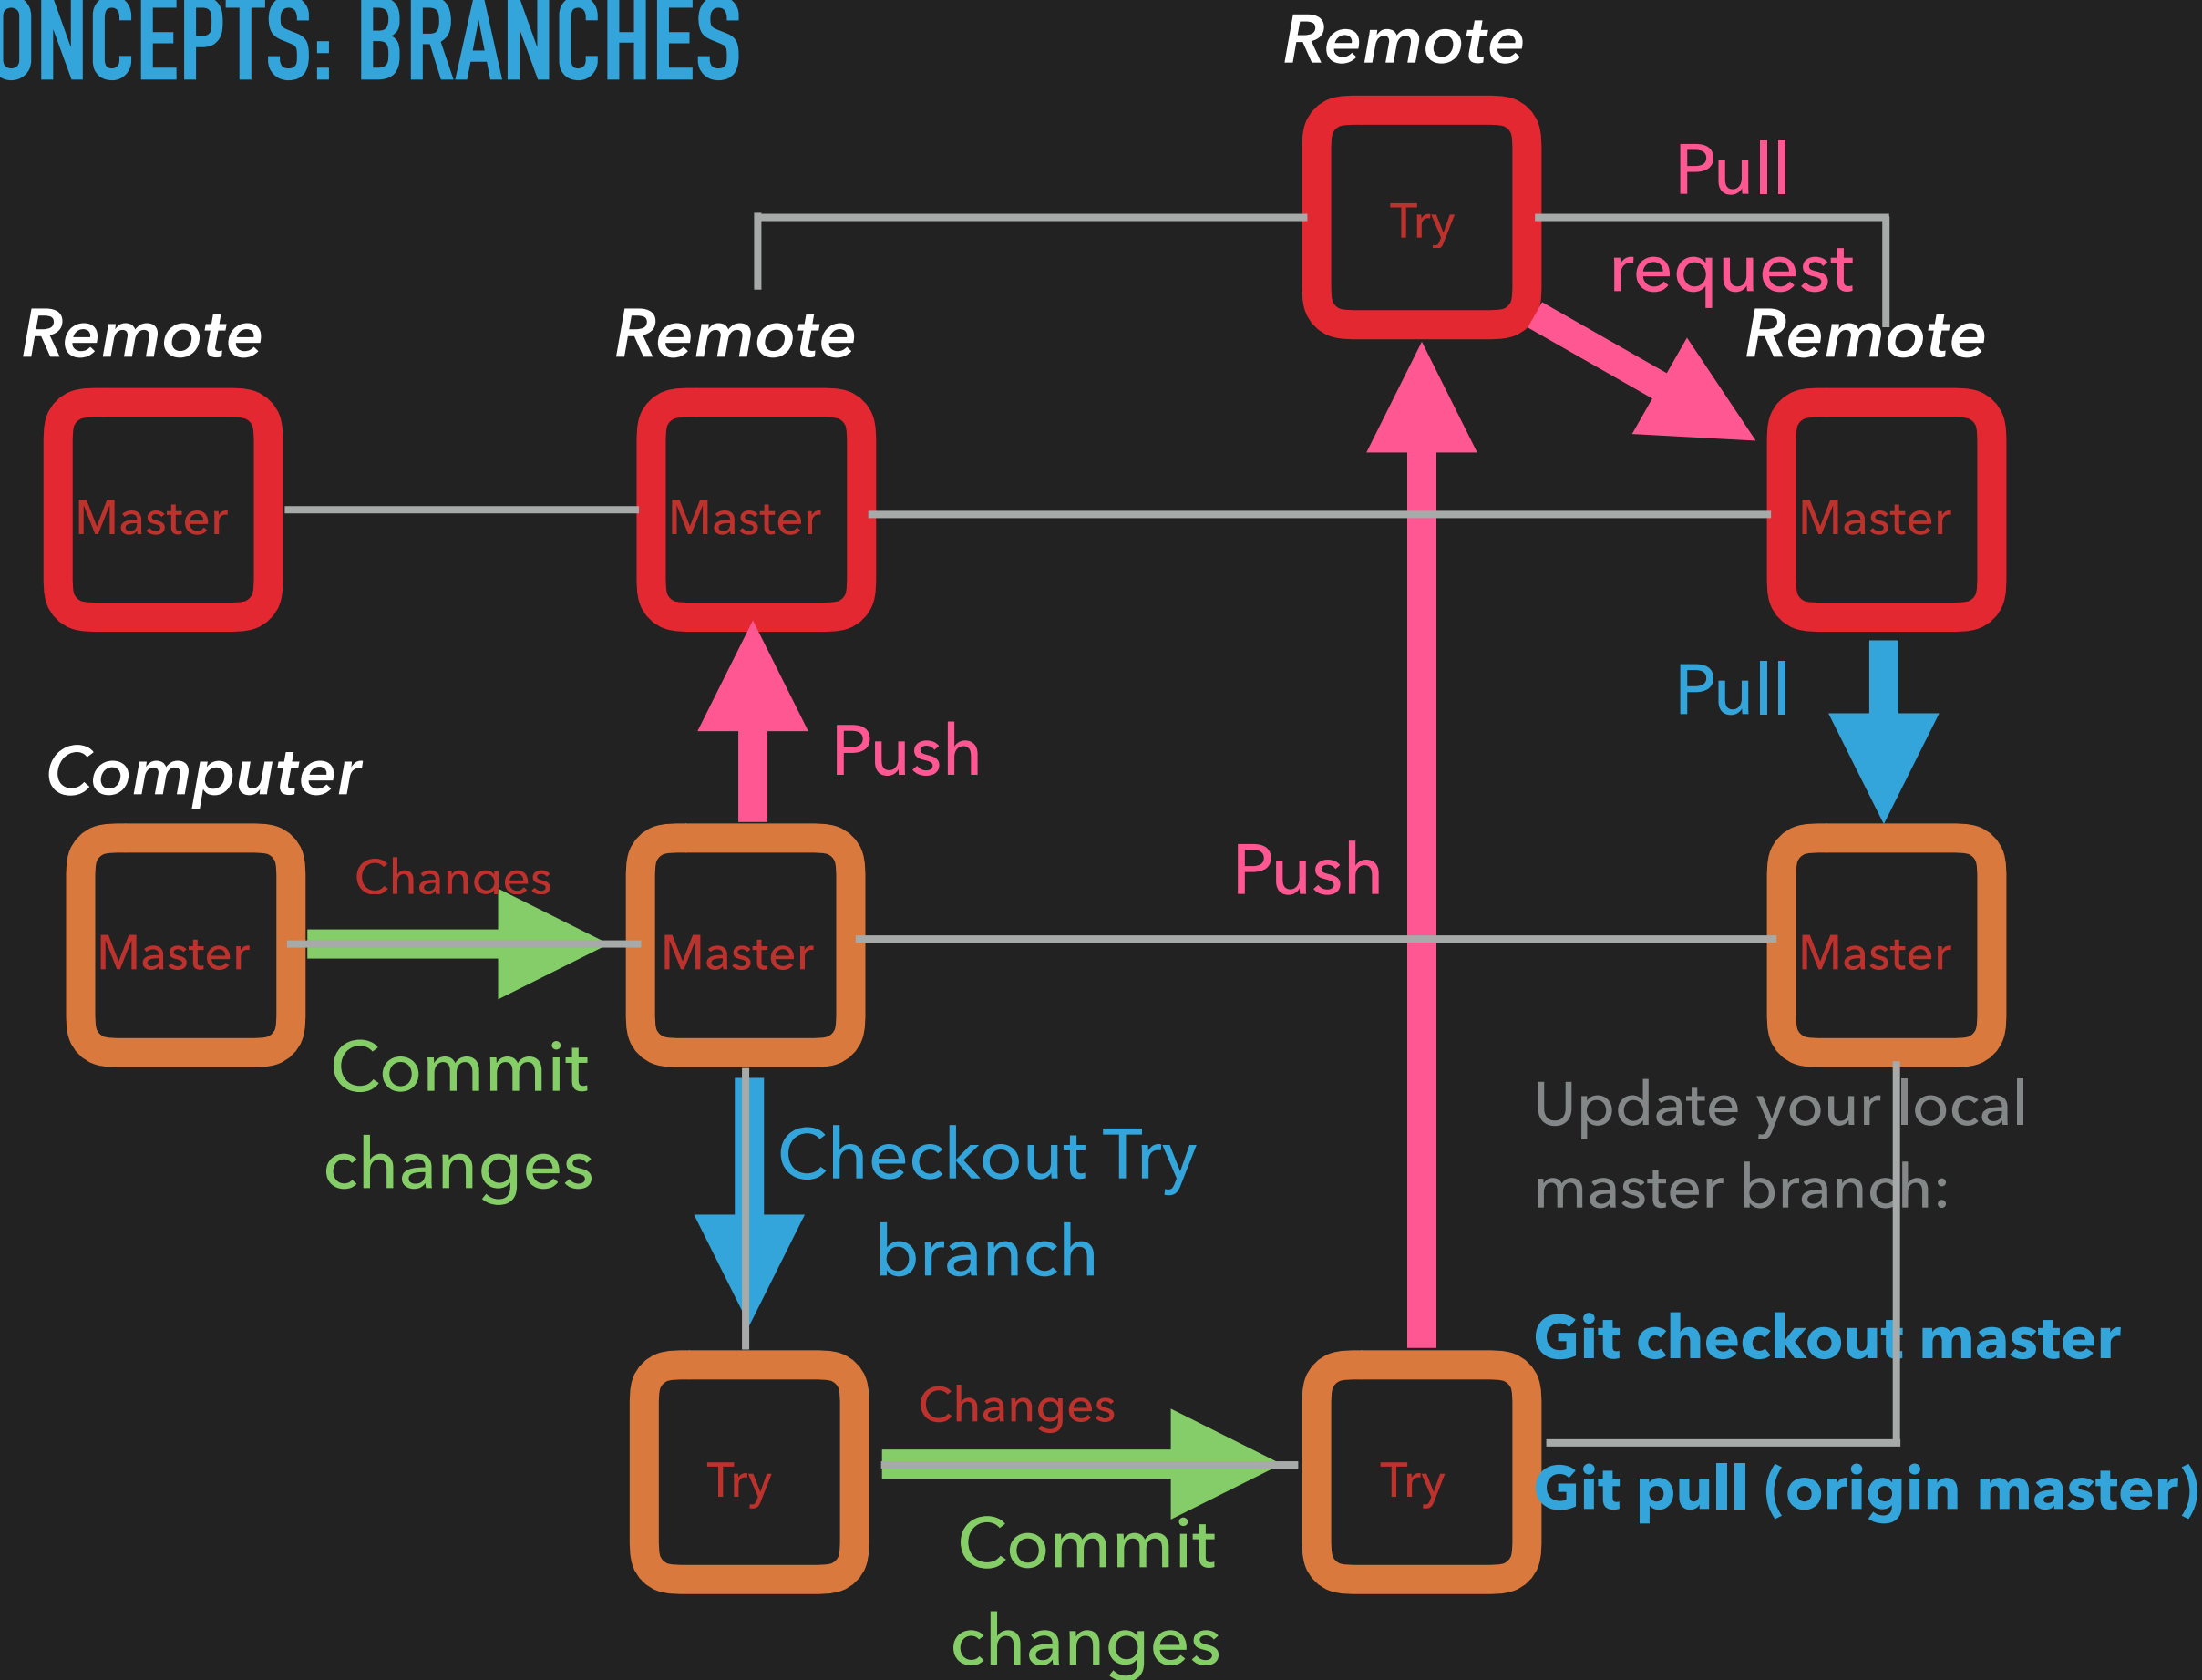 ONCEPTS: BRANCHES
Remote
Try
Pull
request
Remote
Remote
Remote
Master
Master
Master
Pull
Push
Computer
Changes
Push
Master
Master
Master
Commit
changes
Update your local
master branch:
Checkout Try
branch
Git checkout master
Changes
Try
Try
Git pull (origin master)
Commit
changes